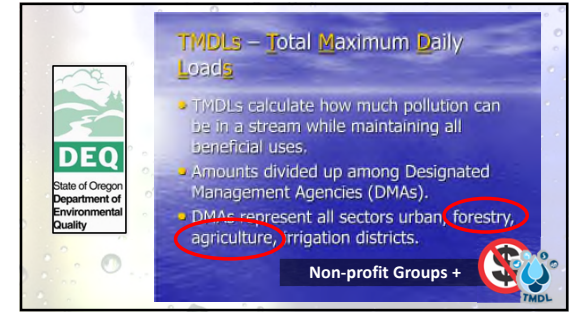 TMDLs – Total Maximum Daily
Loads
• TMDLs calculate how much pollution can
be in a stream while maintaining all
beneficial uses.
• Amounts divided up among Designated
Management Agencies (DMAs).
• DMAs represent all sectors urban, forestry,
agriculture, irrigation districts.
DEQ
State of Oregon
Department of
Environmental
Quality
Non-profit Groups +
$
TMDL